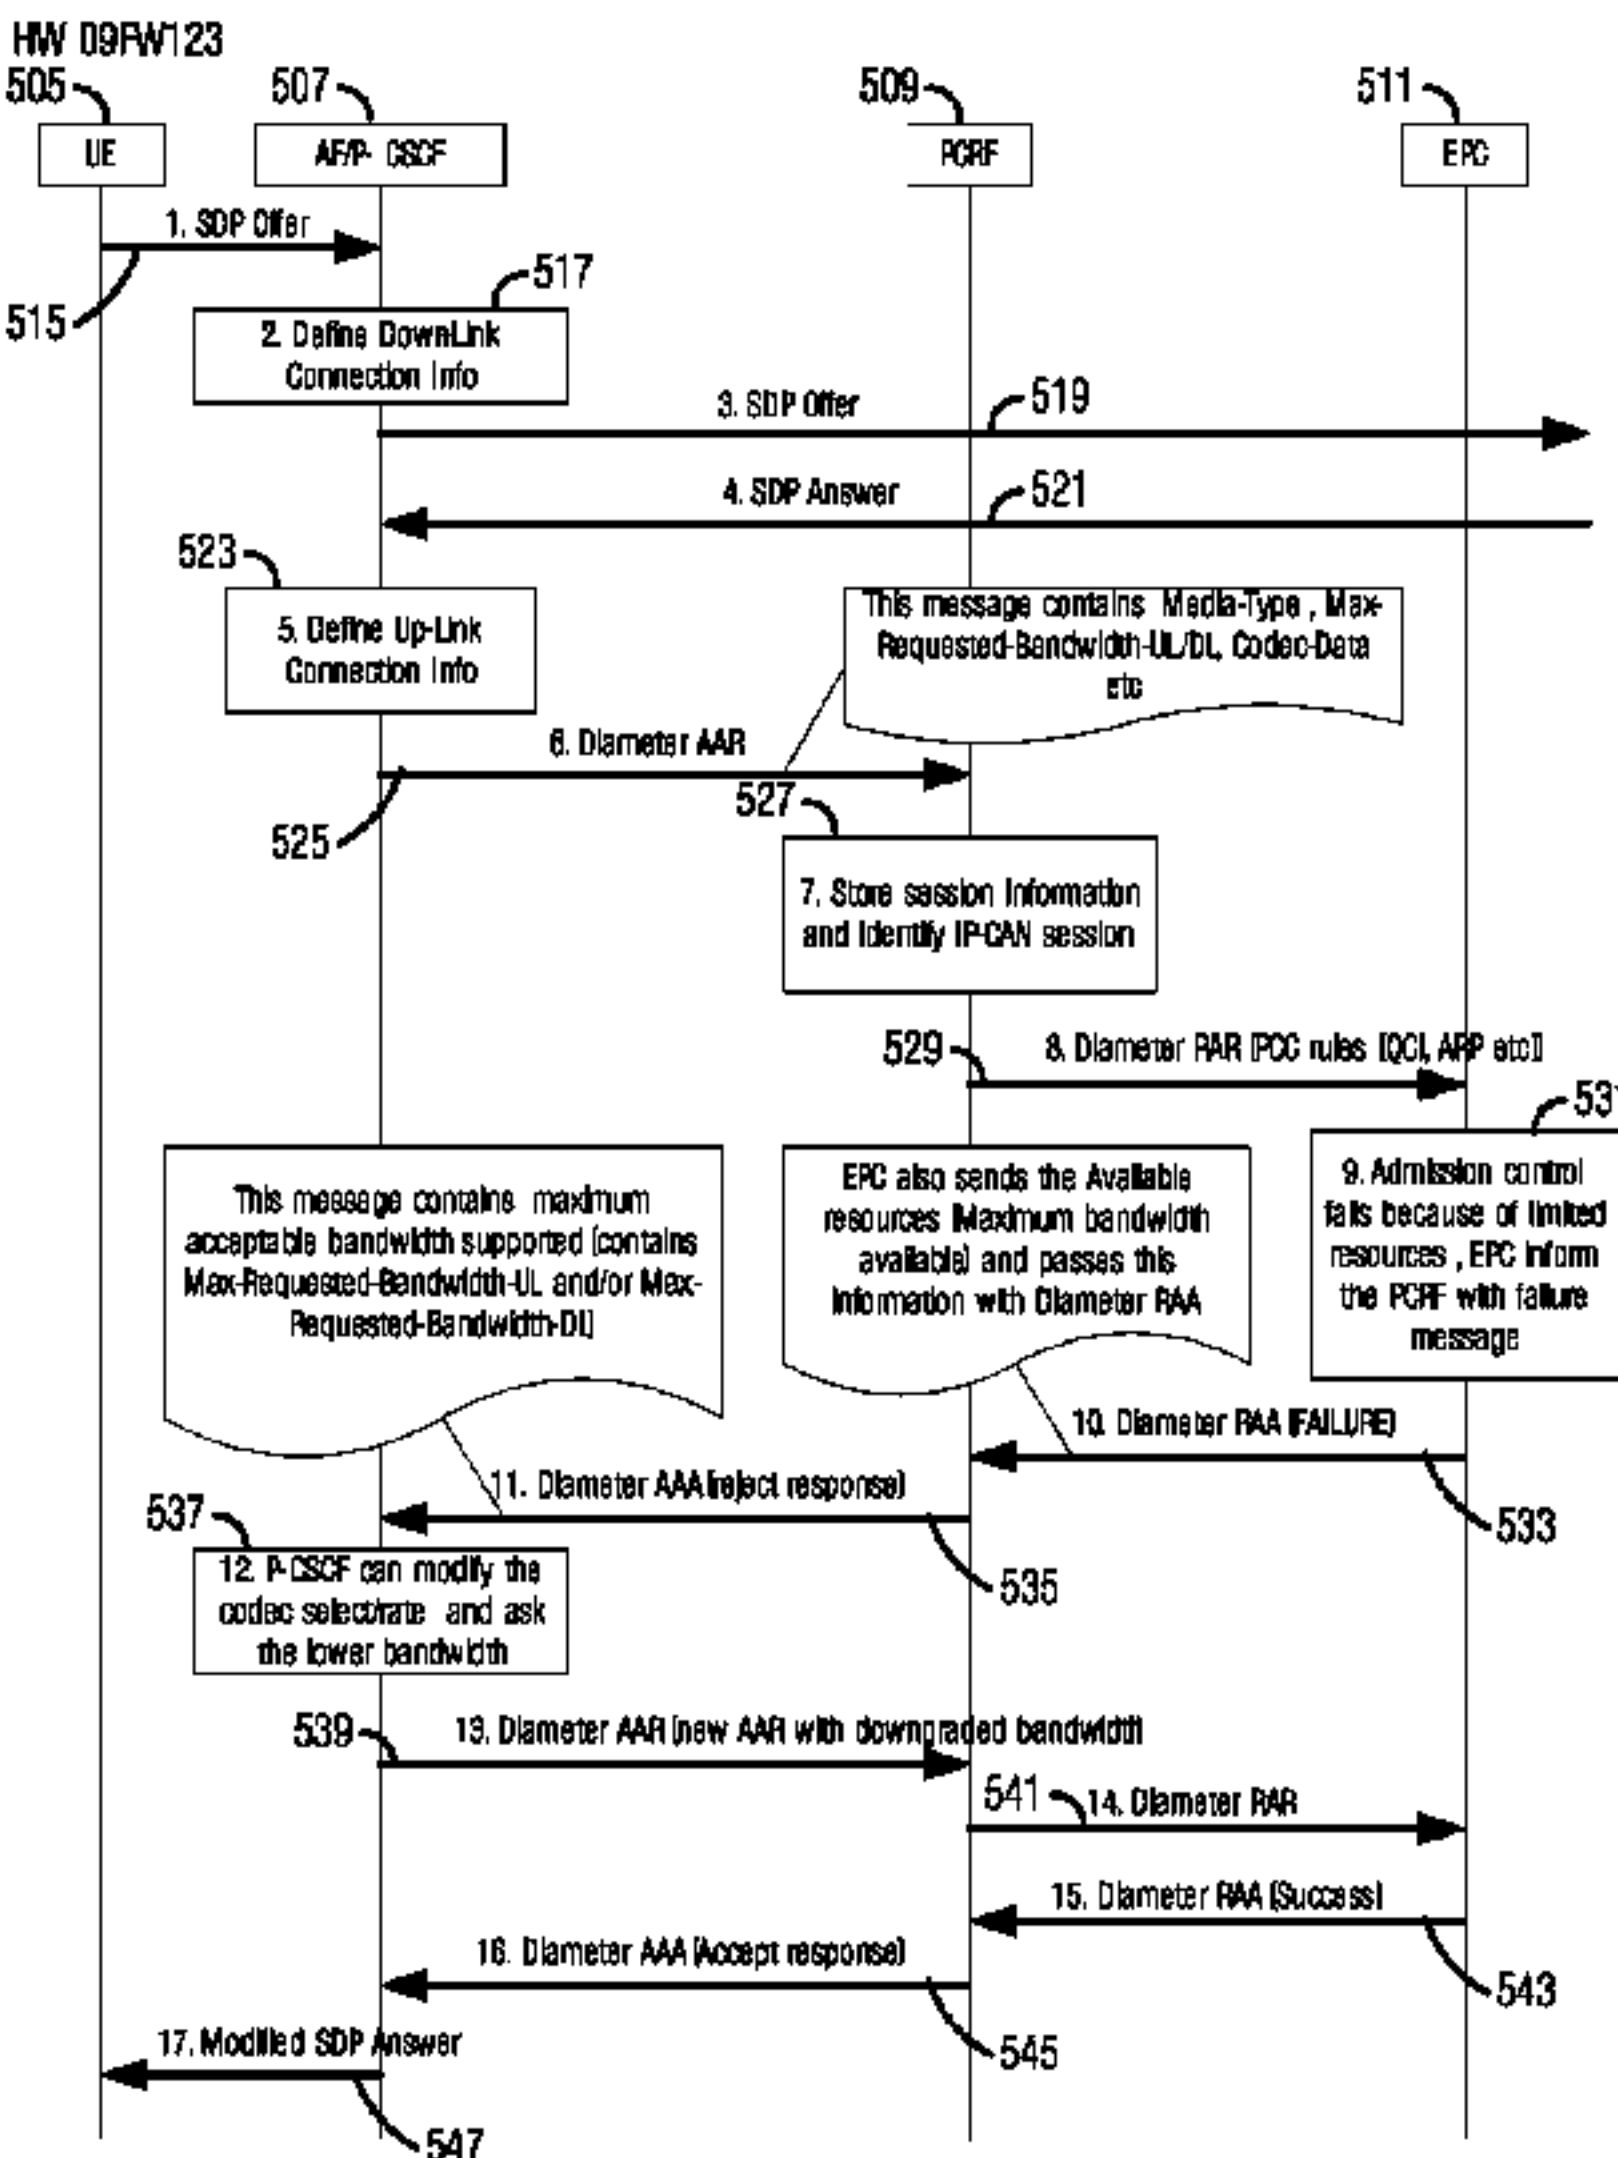 HW 09FW123
505
507
509
511
UE
AF/P- CSCF
PCRF
EPC
1. SDP Offer
515
517
2. Define DownLink
Connection Info
3. SDP Offer
519
4. SDP Answer
521
523
5. Define Up-Link
Connection Info
This message contains Media-Type , Max-
Requested-Bandwidth-UL/DL, Codec-Data
etc
6. Diameter AAR
525
527
7. Store session Information
and Identify IP-CAN session
529
8. Diameter RAR (PCC rules (QCI, ARP etc))
531
9. Admission control
fails because of limited
resources , EPC inform
the PCRF with failure
message
This message contains maximum
acceptable bandwidth supported (contains
Max-Requested-Bandwidth-UL and/or Max-
Requested-Bandwidth-DL)
EPC also sends the Available
resources (Maximum bandwidth
available) and passes this
information with Diameter RAA
10. Diameter RAA (FAILURE)
533
11. Diameter AAA (reject response)
535
537
12. P-CSCF can modify the
codec select/rate and ask
the lower bandwidth
539
13. Diameter AAR (new AAR with downgraded bandwidth)
541
14. Diameter RAR
15. Diameter RAA (Success)
543
16. Diameter AAA (Accept response)
545
17. Modified SDP Answer
547